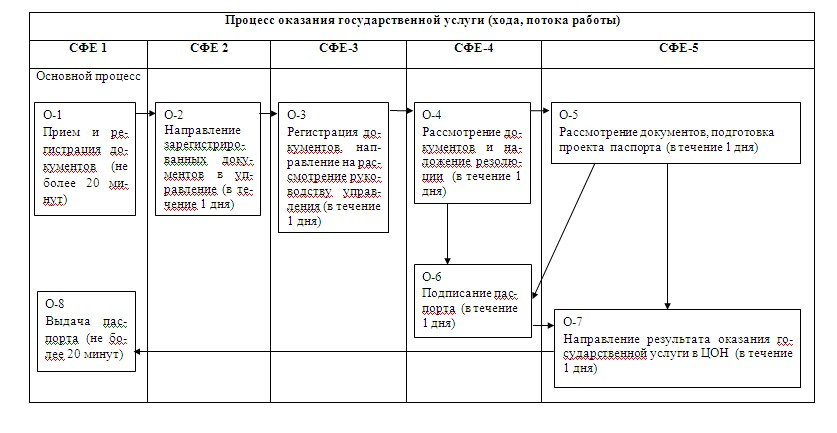 Процесс оказания государственной услуги (хода, потока работы)
СФЕ 1
СФЕ 2
СФЕ-3
СФЕ-4
СФЕ-5
Основной процесс
О-1
Прием и ре-
гистрация до-
кументов (не
более 20 ми-
нут)
О-2
Направление
зарегистриро-
ванных доку-
ментов в уп-
равление (в те-
чение 1 дня)
О-3
Регистрация до-
кументов, нап-
равление на рас-
смотрение руко-
водству управ-
ления (в течение
1 дня)
О-4
Рассмотрение до-
кументов и на-
ложение резолю-
ции (в течение 1
дня)
О-5
Рассмотрение документов, подготовка
проекта паспорта (в течение 1 дня)
О-6
Подписание пас-
порта (в течение
1 дня)
О-7
Направление результата оказания го-
сударственной услуги в ЦОН (в течение
1 дня)
О-8
Выдача пас-
порта (не бо-
лее 20 минут)